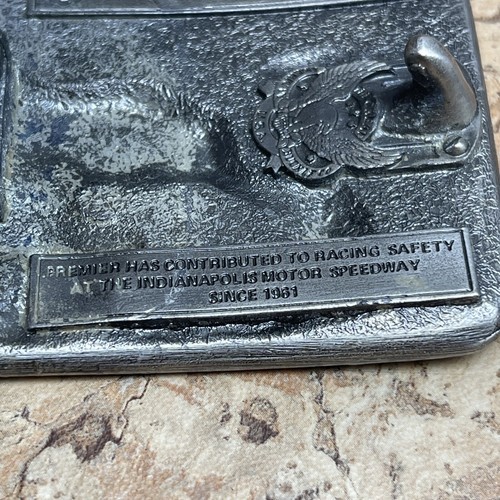 PREMIER HAS CONTRIBUTED TO RACING SAFETY
AT THE INDIANAPOLIS MOTOR SPEEDWAY
SINCE 1961